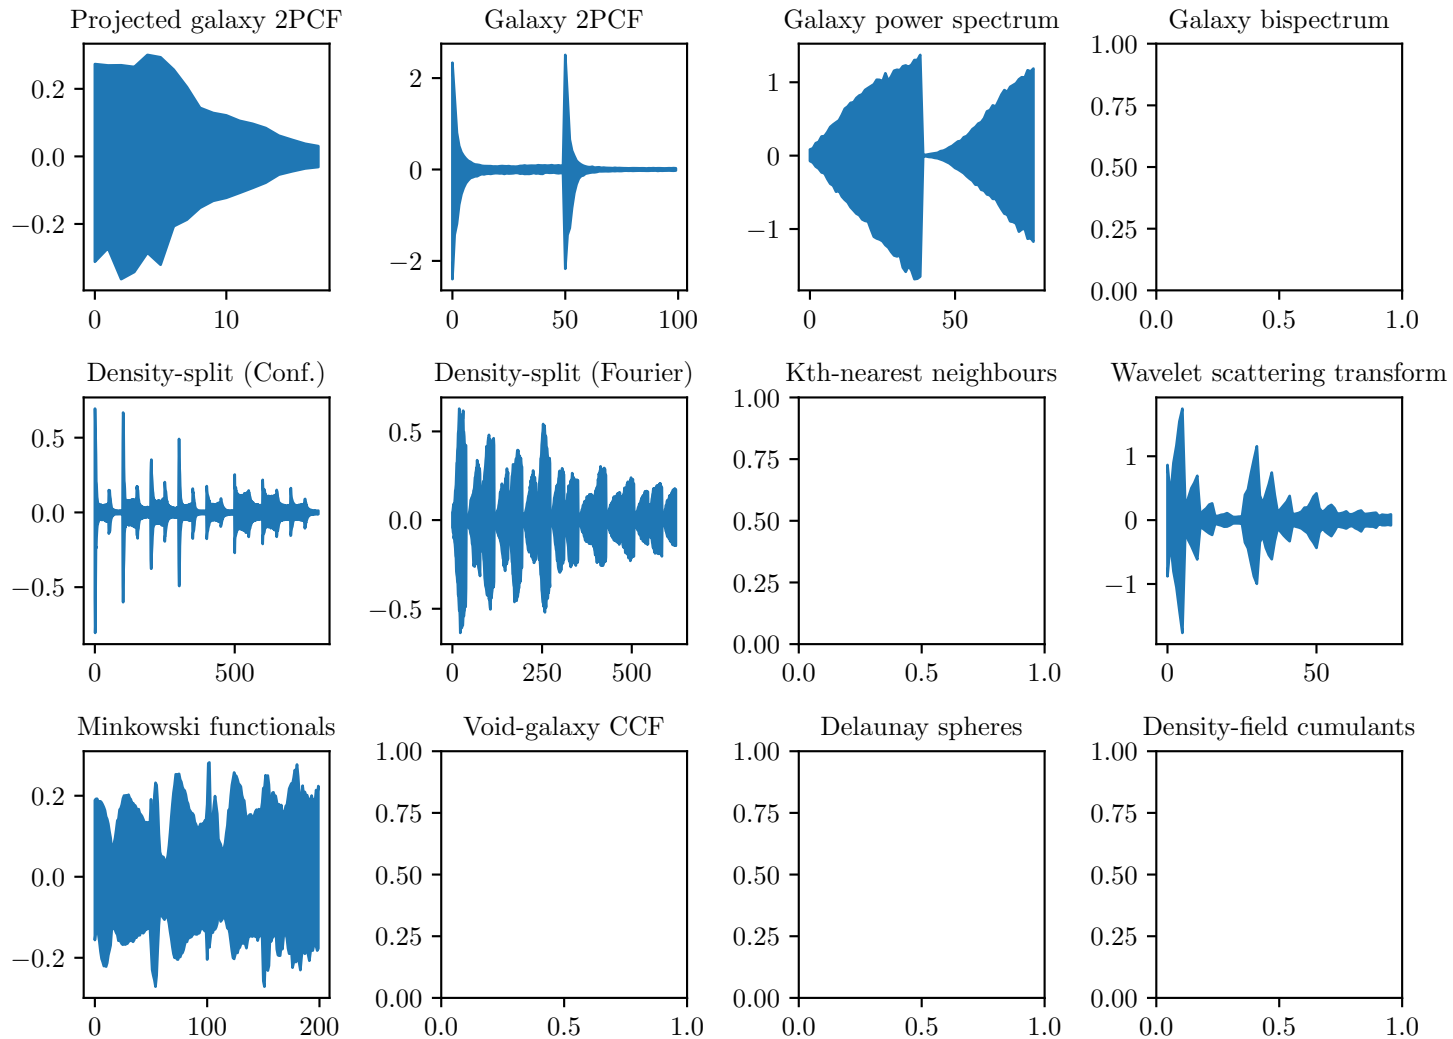 Projected galaxy 2PCF
Galaxy 2PCF
Galaxy power spectrum
Galaxy bispectrum
0.2
0.0
−0.2
0 10
2
0
−2
0 50 100
1
0
−1
0 50
1.00
0.75
0.50
0.25
0.00
0.0 0.5 1.0
Density-split (Conf.)
Density-split (Fourier)
Kth-nearest neighbours
Wavelet scattering transform
0.5
0.0
−0.5
0 500
0.5
0.0
−0.5
0 250 500
1.00
0.75
0.50
0.25
0.00
0.0 0.5 1.0
1
0
−1
0 50
Minkowski functionals
Void-galaxy CCF
Delaunay spheres
Density-field cumulants
0.2
0.0
−0.2
0 100 200
1.00
0.75
0.50
0.25
0.00
0.0 0.5 1.0
1.00
0.75
0.50
0.25
0.00
0.0 0.5 1.0
1.00
0.75
0.50
0.25
0.00
0.0 0.5 1.0